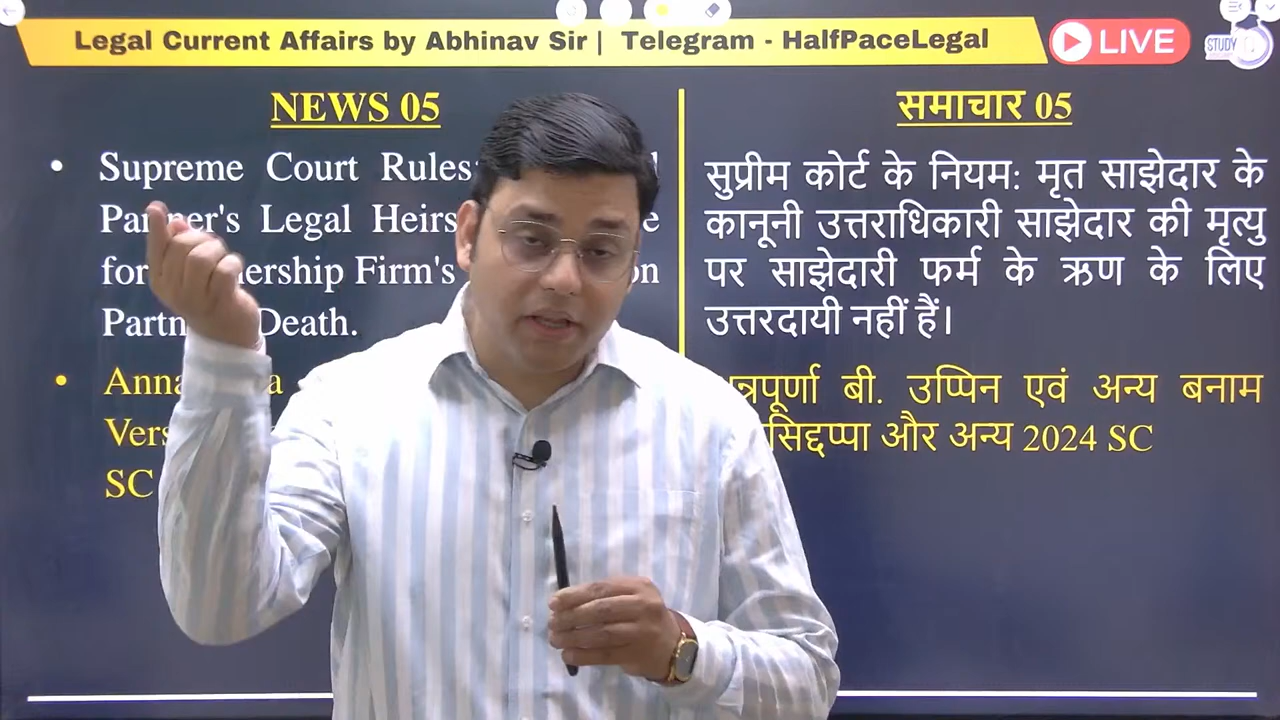 Legal Current Affairs by Abhinav Sir | Telegram - HalfPaceLegal
LIVE
STUDY
NEWS 05
• Supreme Court Rules:
Legal Heirs
for Firm's
Death.
•
SC
समाचार 05
सुप्रीम कोर्ट के नियम: मृत साझेदार के
कानूनी उत्तराधिकारी साझेदार की मृत्यु
पर साझेदारी फर्म के ऋण के लिए
उत्तरदायी नहीं हैं।
बी. उप्पिन एवं अन्य बनाम
और अन्य 2024 SC